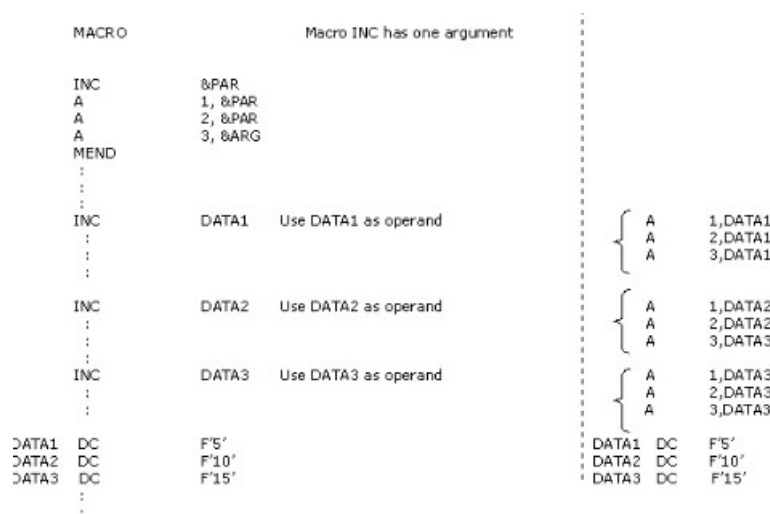 MACRO Macro INC has one argument
INC &PAR
A 1, &PAR
A 2, &PAR
A 3, &ARG
MEND
:
:
:
INC DATA1 Use DATA1 as operand A 1,DATA1
: A 2,DATA1
: A 3,DATA1
:
INC DATA2 Use DATA2 as operand A 1,DATA2
: A 2,DATA2
: A 3,DATA3
:
INC DATA3 Use DATA3 as operand A 1,DATA3
: A 2,DATA3
: A 3,DATA3
DATA1 DC F'5' DATA1 DC F'5'
DATA2 DC F'10' DATA2 DC F'10'
DATA3 DC F'15' DATA3 DC F'15'
:
: